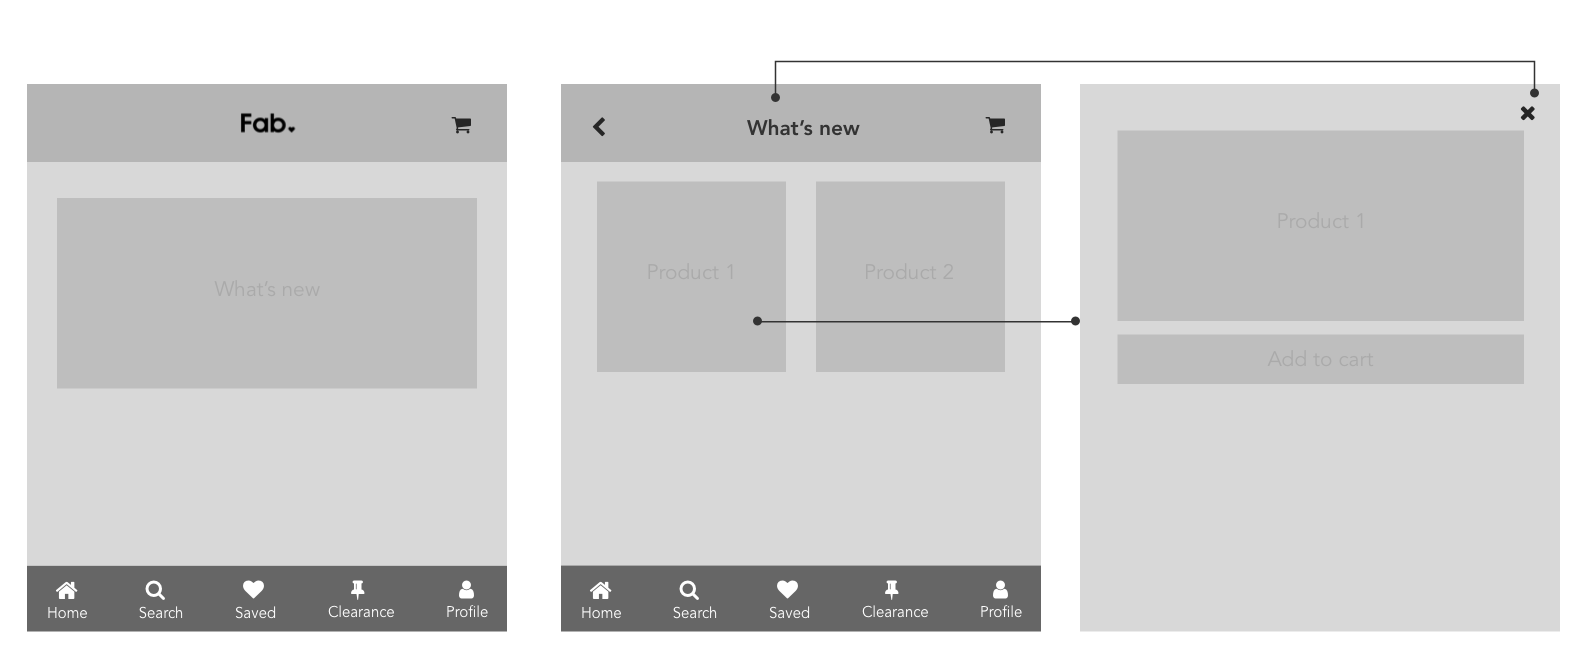 Fab.
What's new
Home
Search
Saved
Clearance
Profile
What's new
Product 1
Product 2
Home
Search
Saved
Clearance
Profile
Product 1
Add to cart